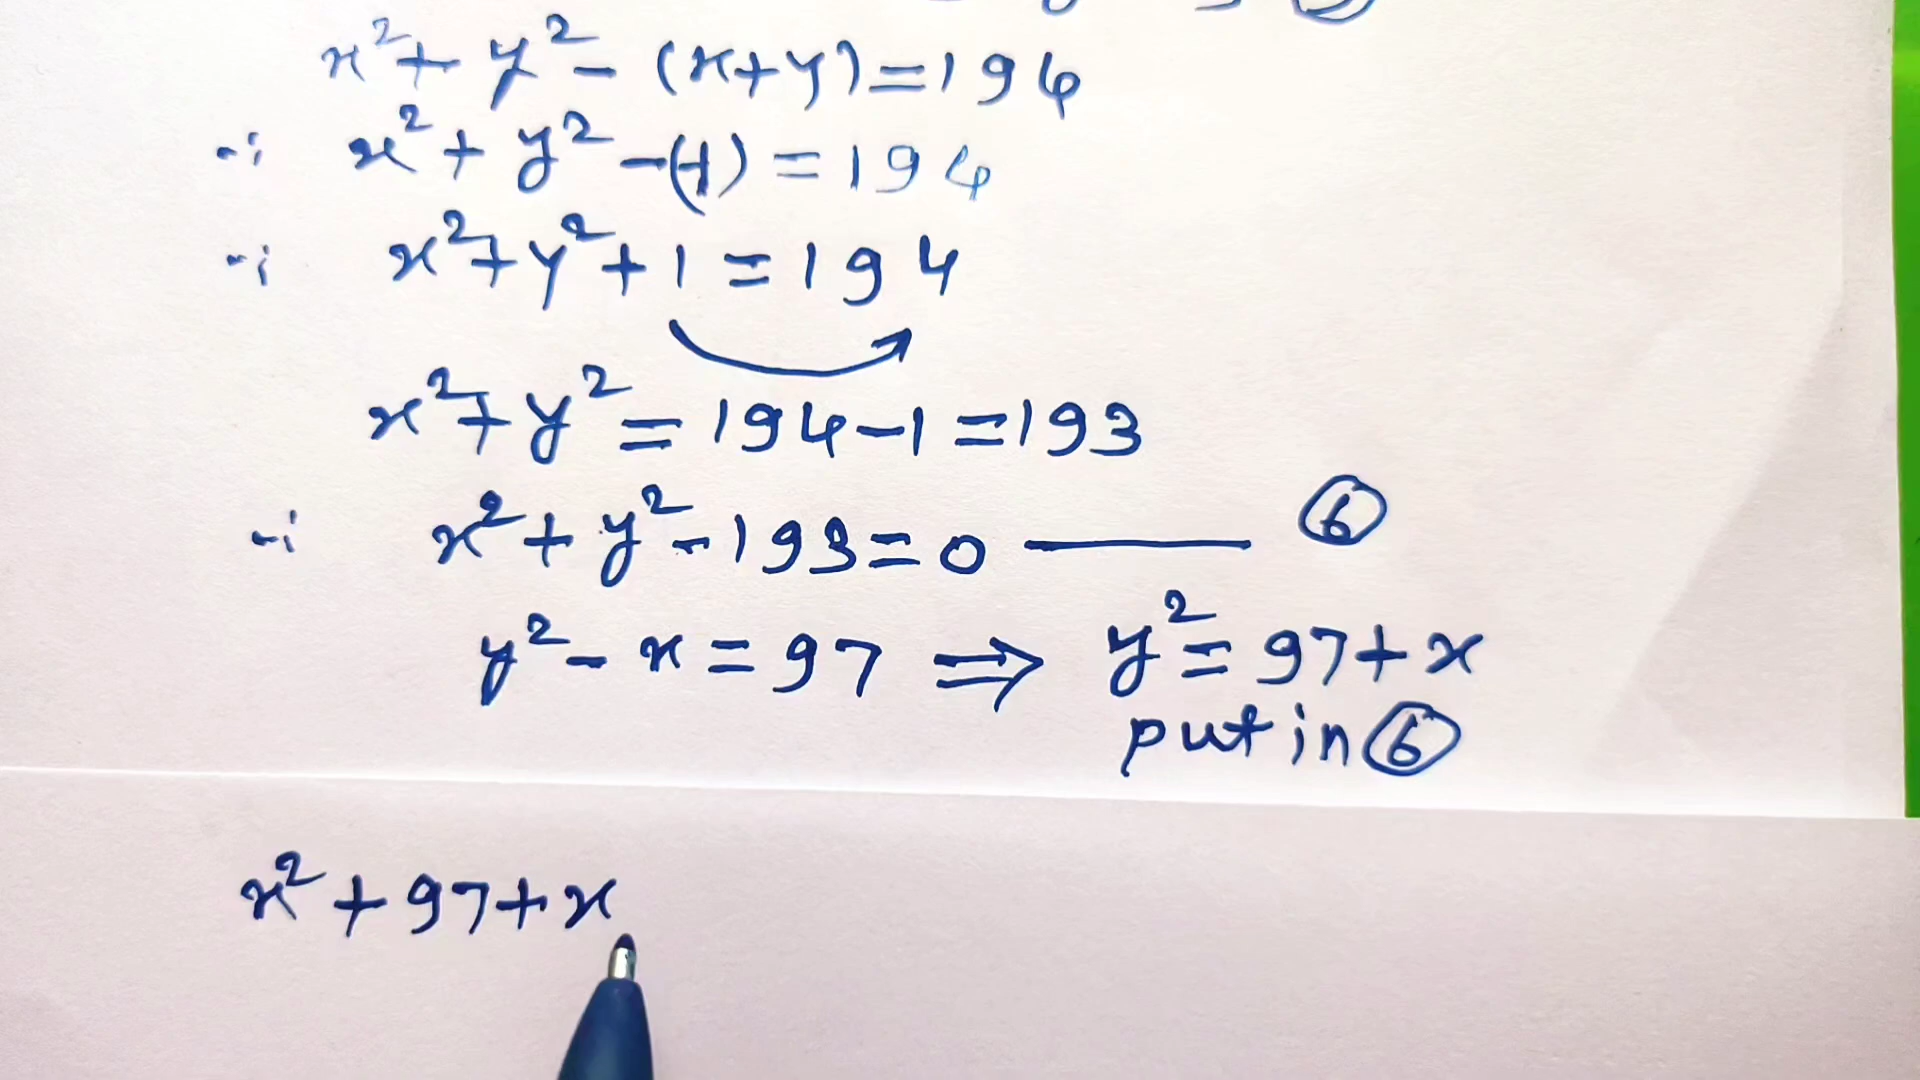 x² + y² - (x+y) = 194
∴ x² + y² - (-1) = 194
∴ x² + y² + 1 = 194
x² + y² = 194 - 1 = 193
∴ x² + y² - 193 = 0 ——— ⑥
y² - x = 97 ⇒ y² = 97 + x
put in ⑥
x² + 97 + x